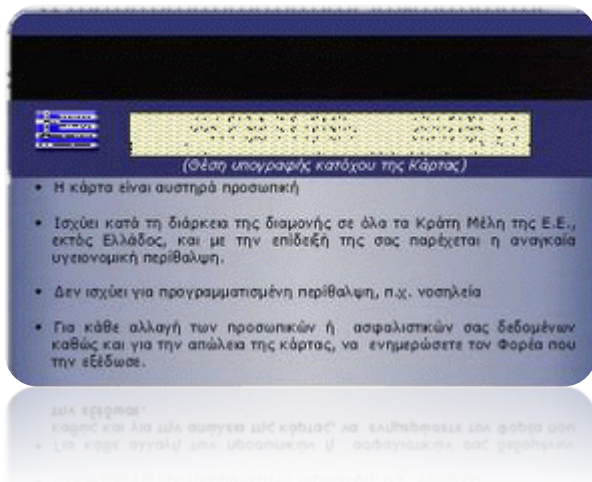 (Θέση υπογραφής κατόχου της Κάρτας)
• Η κάρτα είναι αυστηρά προσωπική
• Ισχύει κατά τη διάρκεια της διαμονής σε όλα τα Κράτη Μέλη της Ε.Ε.,
εκτός Ελλάδος, και με την επίδειξή της σας παρέχεται η αναγκαία
υγειονομική περίθαλψη.
• Δεν ισχύει για προγραμματισμένη περίθαλψη, π.χ. νοσηλεία
• Για κάθε αλλαγή των προσωπικών ή ασφαλιστικών σας δεδομένων
καθώς και για την απώλεια της κάρτας, να ενημερώσετε τον Φορέα που
την εξέδωσε.